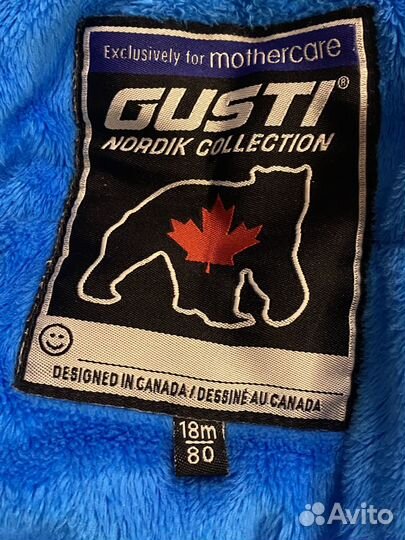 Exclusively for mothercare
GUSTI®
NORDIK COLLECTION
DESIGNED IN CANADA / DESSINÉ AU CANADA
18m
80
Avito